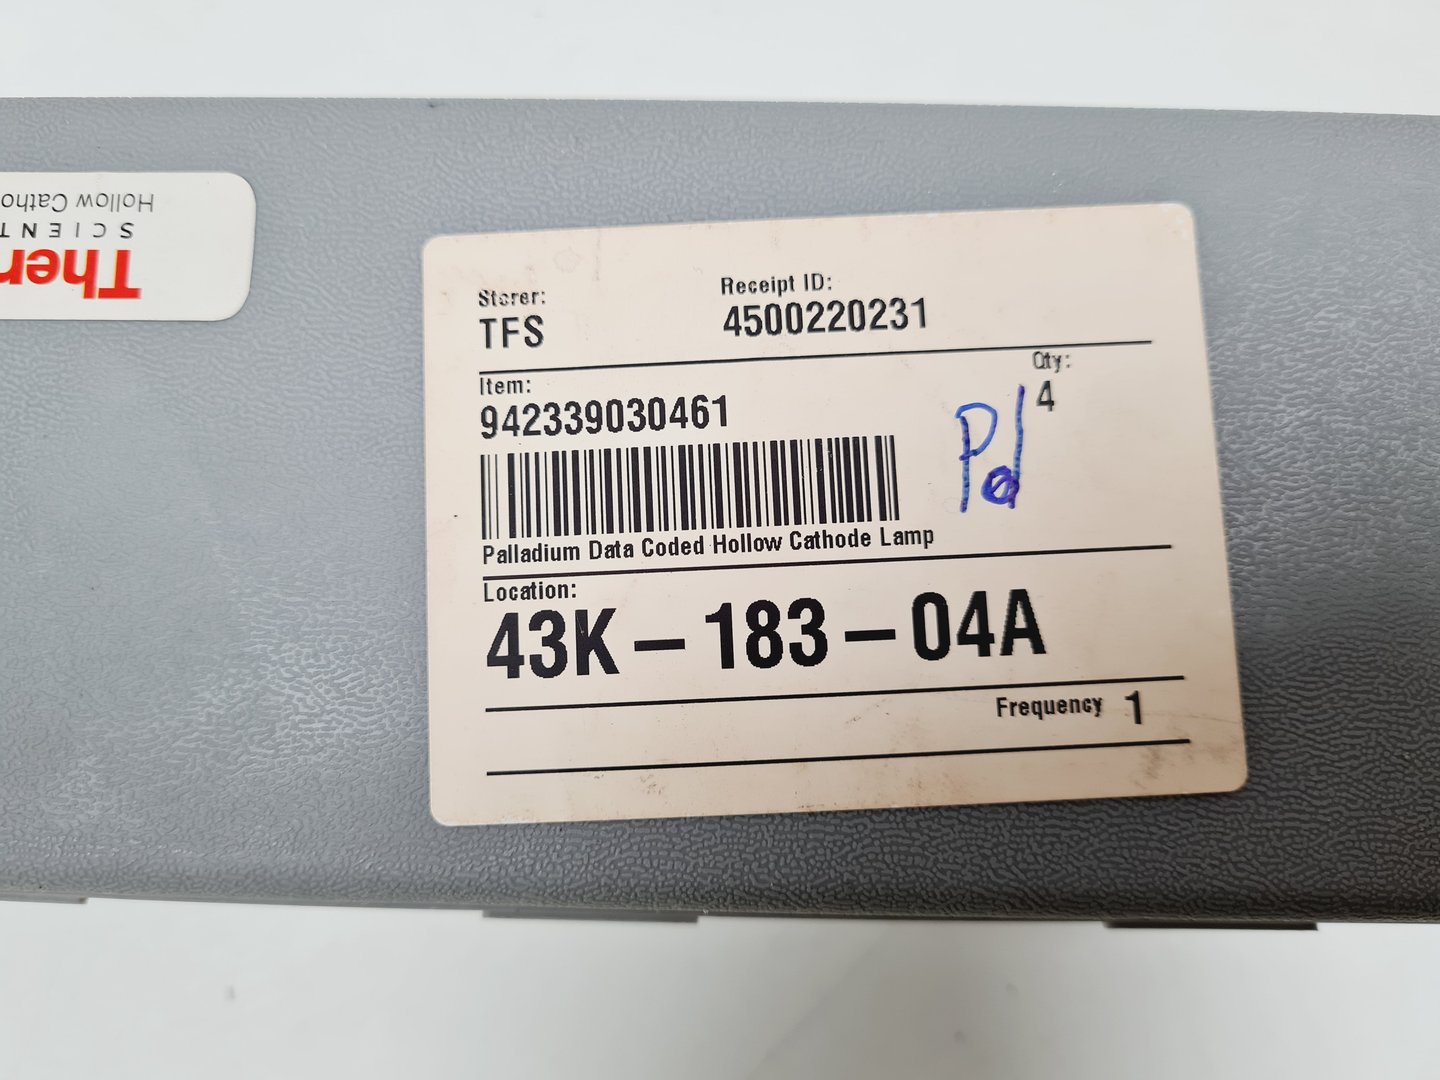 Hollow Catho
SCIENT
Ther
Storer:
TFS
Receipt ID:
4500220231
Item:
942339030461
Qty:
4
Pd
Palladium Data Coded Hollow Cathode Lamp
Location:
43K - 183 - 04A
Frequency 1